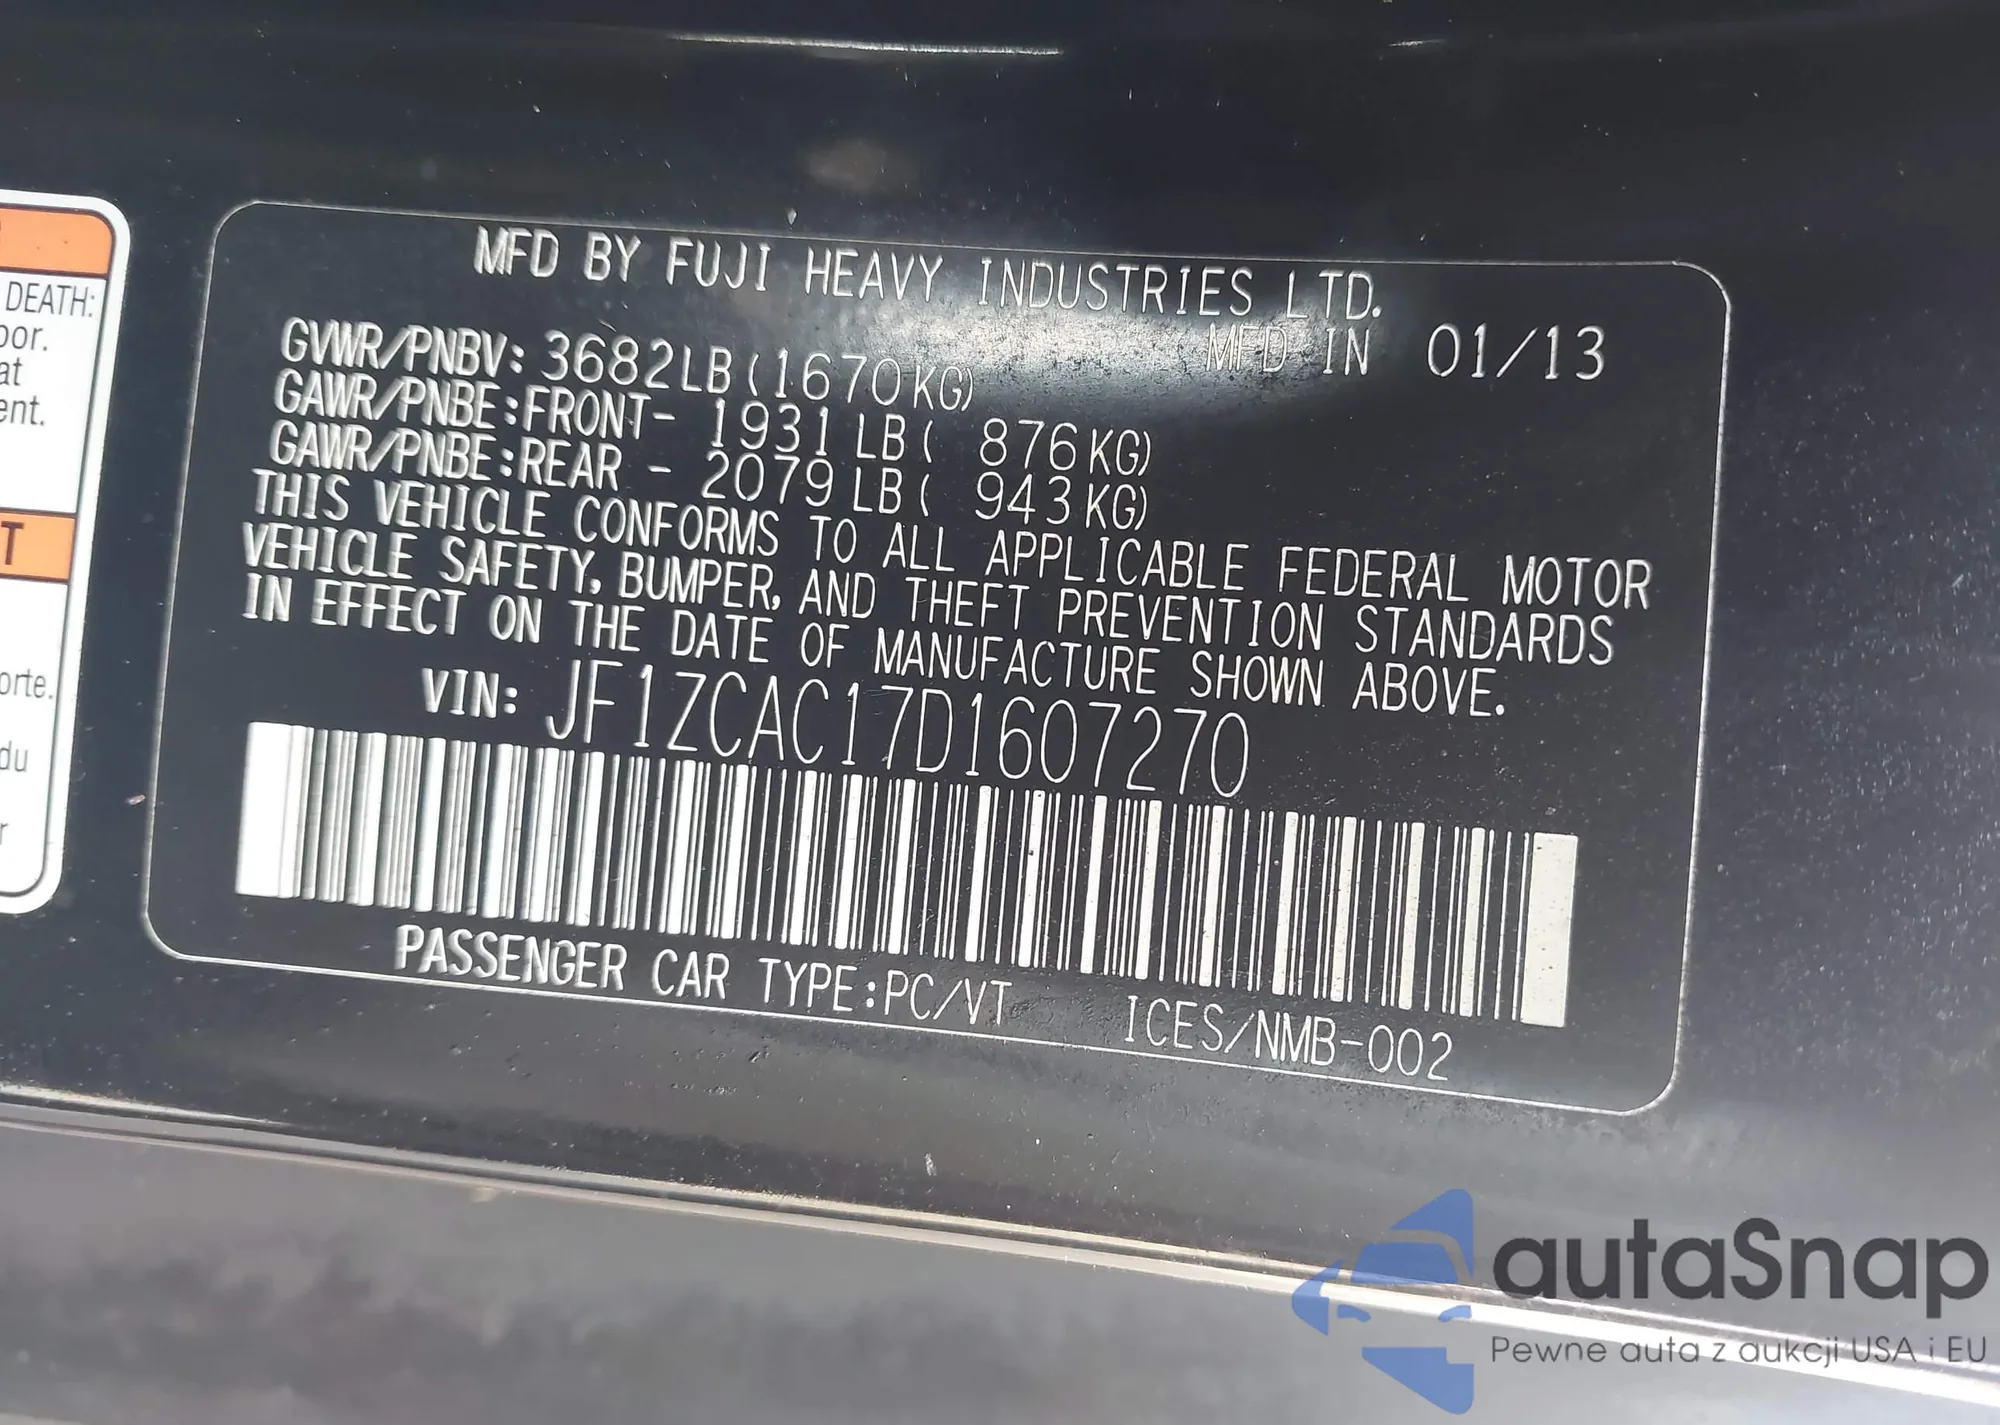 DEATH:
oor.
at
ent.
T
orte.
du
r
MFD BY FUJI HEAVY INDUSTRIES LTD.
MFD IN 01/13
GVWR/PNBV: 3682LB(1670KG)
GAWR/PNBE:FRONT- 1931LB( 876KG)
GAWR/PNBE:REAR - 2079LB( 943KG)
THIS VEHICLE CONFORMS TO ALL APPLICABLE FEDERAL MOTOR
VEHICLE SAFETY, BUMPER, AND THEFT PREVENTION STANDARDS
IN EFFECT ON THE DATE OF MANUFACTURE SHOWN ABOVE.
VIN: JF1ZCAC17D1607270
PASSENGER CAR TYPE:PC/VT ICES/NMB-002
autaSnap
Pewne auta z aukcji USA i EU